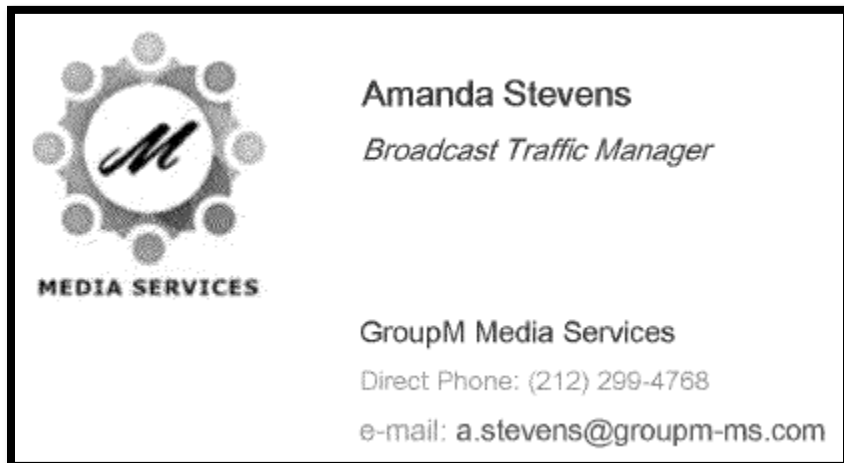 M
MEDIA SERVICES
Amanda Stevens
Broadcast Traffic Manager
GroupM Media Services
Direct Phone: (212) 299-4768
e-mail: a.stevens@groupm-ms.com